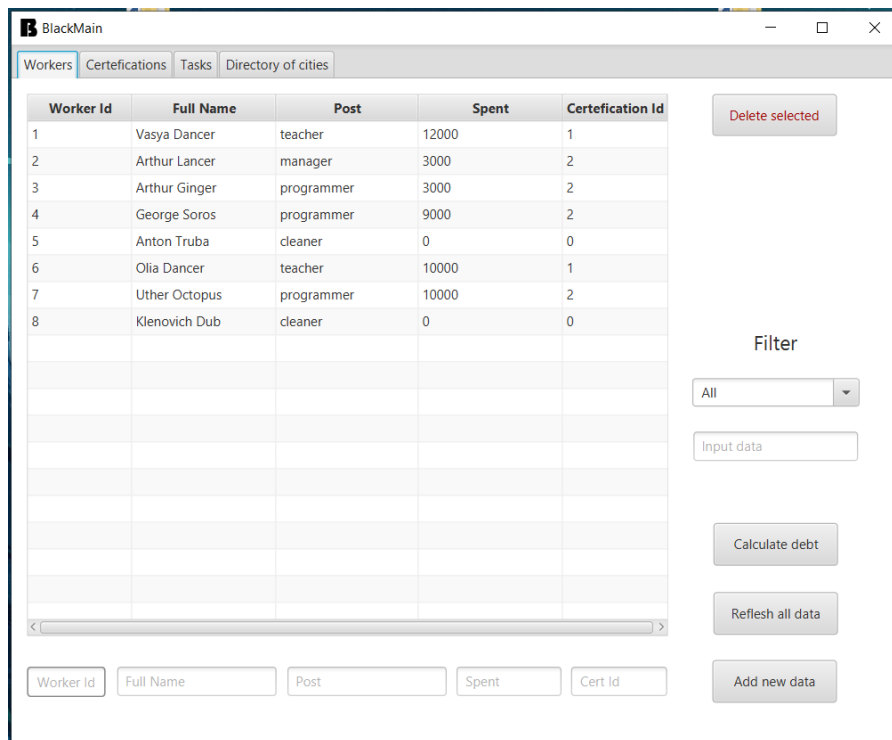 BlackMain
Workers Certefications Tasks Directory of cities
Worker Id Full Name Post Spent Certefication Id
1 Vasya Dancer teacher 12000 1
2 Arthur Lancer manager 3000 2
3 Arthur Ginger programmer 3000 2
4 George Soros programmer 9000 2
5 Anton Truba cleaner 0 0
6 Olia Dancer teacher 10000 1
7 Uther Octopus programmer 10000 2
8 Klenovich Dub cleaner 0 0
Delete selected
Filter
All
Input data
Calculate debt
Reflesh all data
Worker Id Full Name Post Spent Cert Id
Add new data